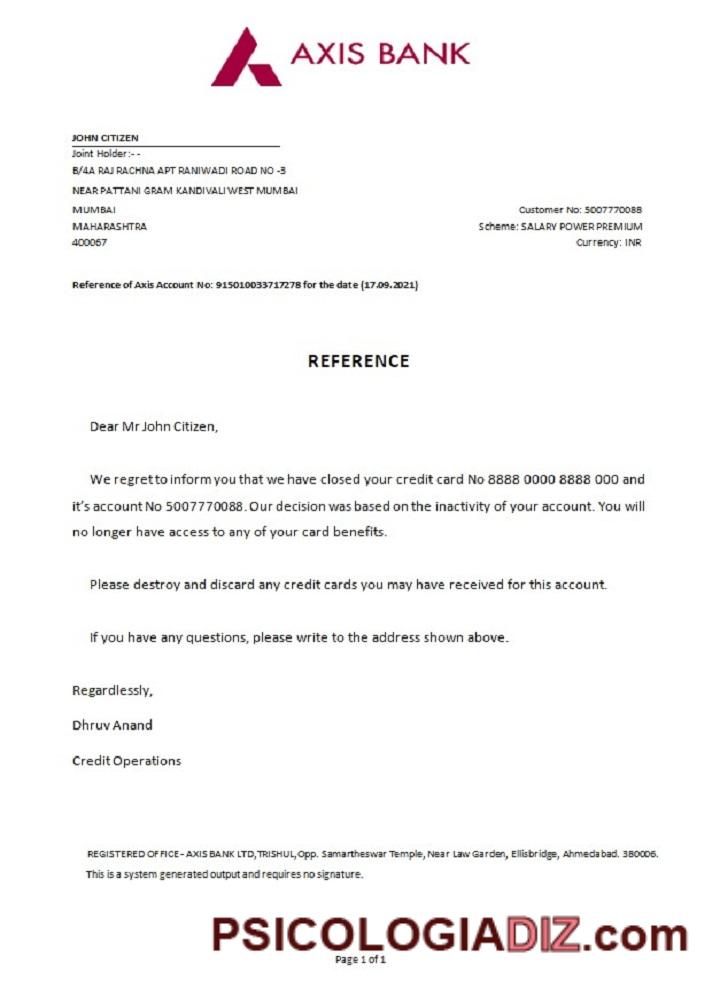 AXIS BANK
JOHN CITIZEN
Joint Holder:- -
B/4A RAJ RACHNA APT RANIWADI ROAD NO -3
NEAR PATTANI GRAM KANDIVALI WEST MUMBAI
MUMBAI
Customer No: 5007770088
MAHARASHTRA
Scheme: SALARY POWER PREMIUM
400067
Currency: INR
Reference of Axis Account No: 915010033717278 for the date (17.09.2021)
REFERENCE
Dear Mr John Citizen,
We regret to inform you that we have closed your credit card No 8888 0000 8888 000 and
it's account No 5007770088. Our decision was based on the inactivity of your account. You will
no longer have access to any of your card benefits.
Please destroy and discard any credit cards you may have received for this account.
If you have any questions, please write to the address shown above.
Regardlessly,
Dhruv Anand
Credit Operations
REGISTERED OFFICE - AXIS BANK LTD, TRISHUL, Opp. Samartheswar Temple, Near Law Garden, Ellisbridge, Ahmedabad. 380006.
This is a system generated output and requires no signature.
PSICOLOGIADIZ.com
Page 1 of 1